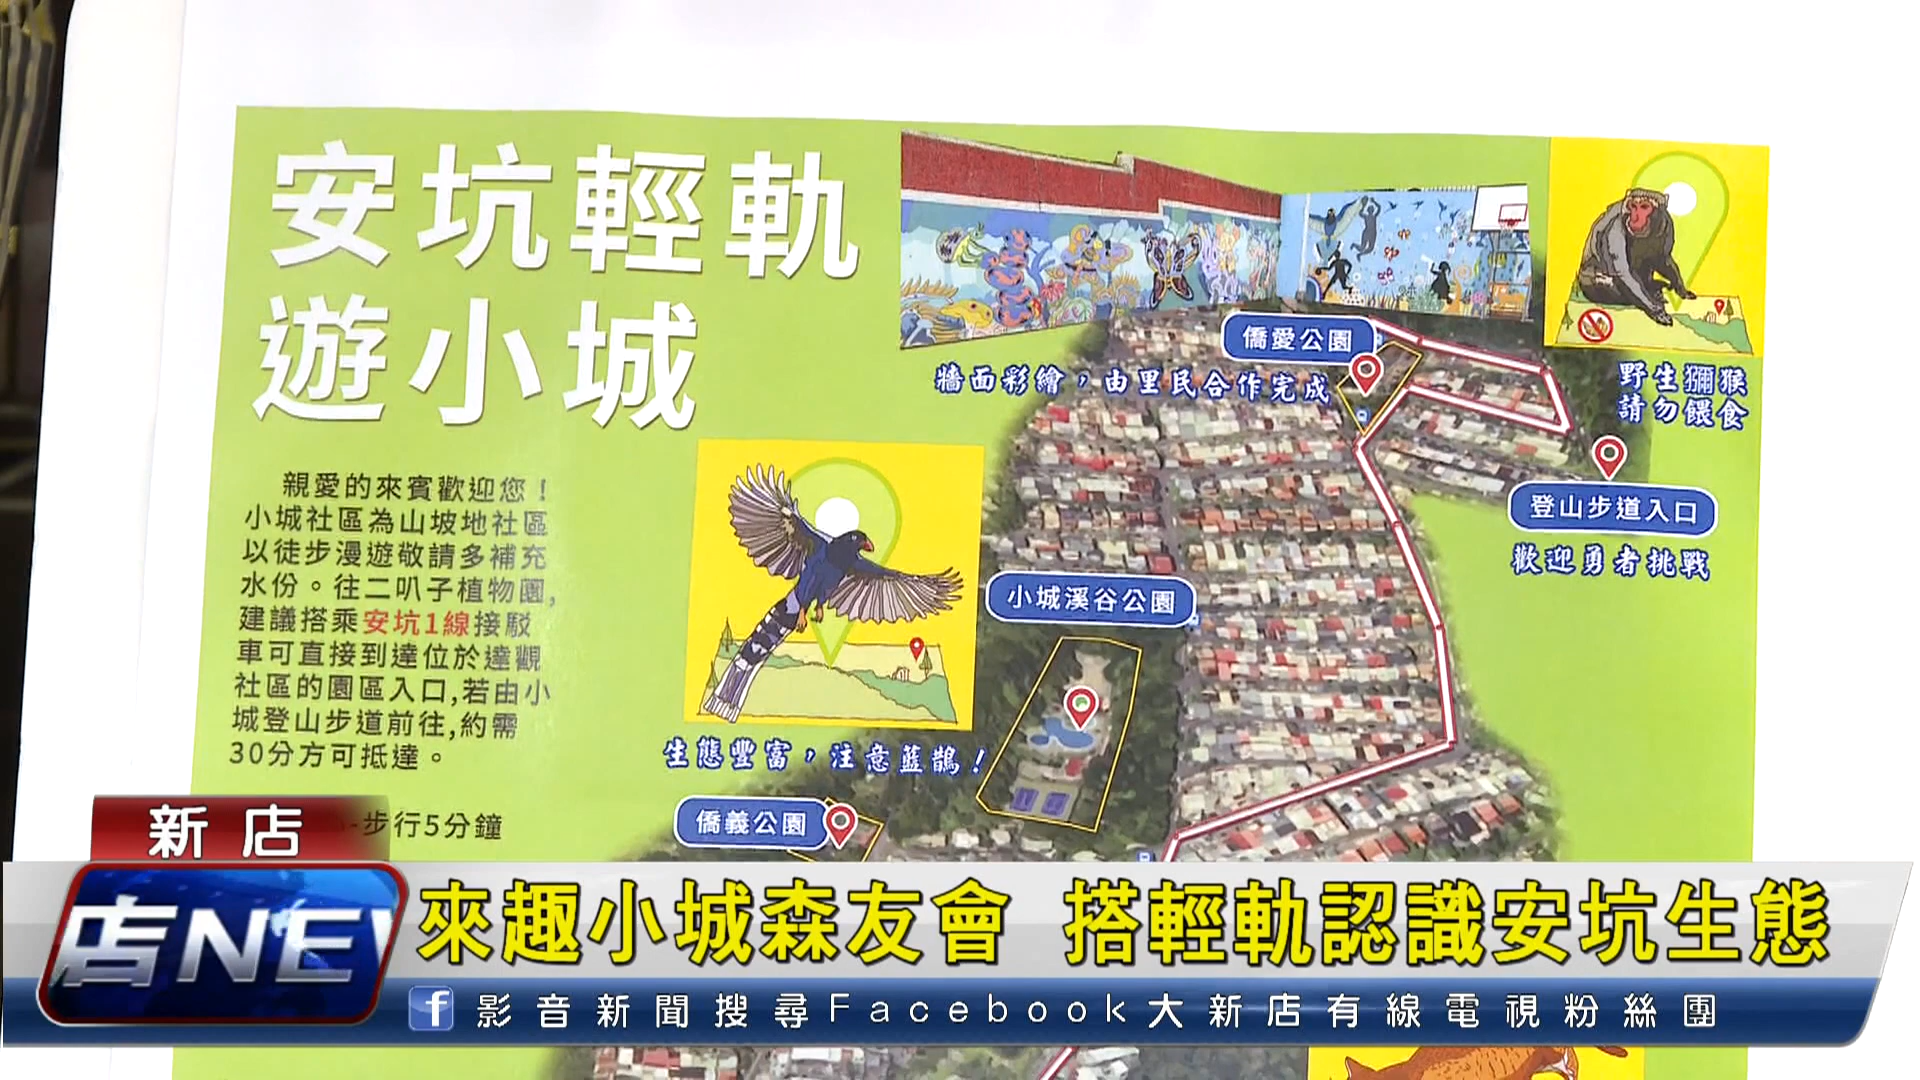 安坑輕軌
遊小城
牆面彩繪，由里民合作完成
僑愛公園
野生獼猴
請勿餵食
登山步道入口
歡迎勇者挑戰
親愛的來賓歡迎您！
小城社區為山坡地社區
以徒步漫遊敬請多補充
水份。往二叭子植物園,
建議搭乘安坑1線接駁
車可直接到達位於達觀
社區的園區入口,若由小
城登山步道前往,約需
30分方可抵達。
小城溪谷公園
生態豐富，注意藍鵲！
僑義公園
-步行5分鐘
新店
店NE
來趣小城森友會 搭輕軌認識安坑生態
影音新聞搜尋Facebook大新店有線電視粉絲團